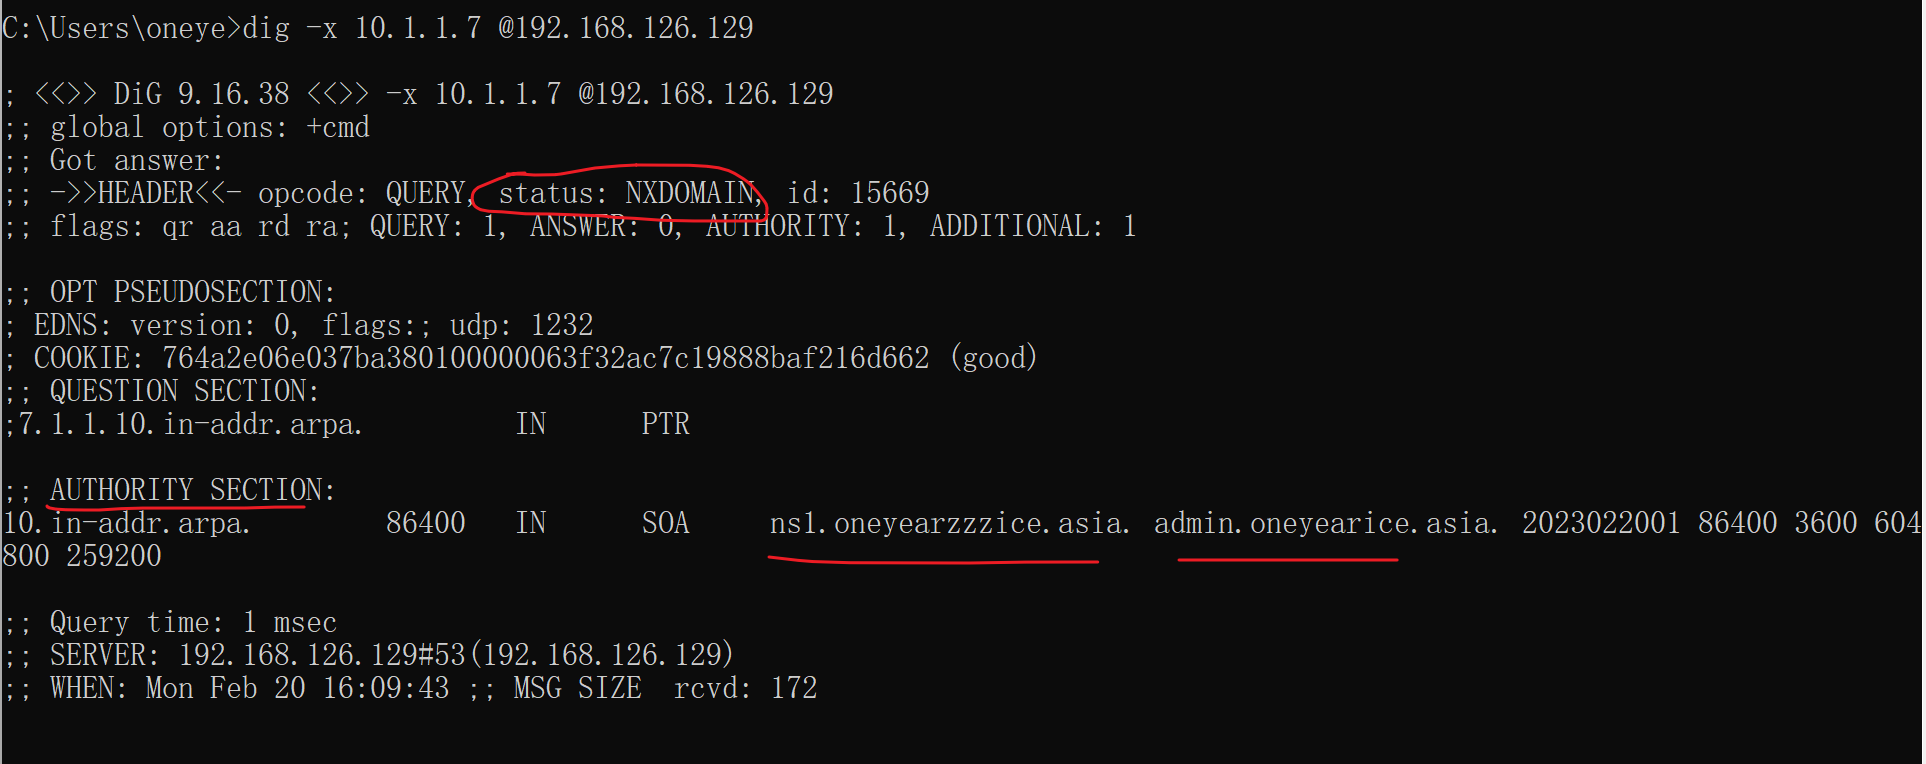 C:\Users\oneye>dig -x 10.1.1.7 @192.168.126.129
; <<>> DiG 9.16.38 <<>> -x 10.1.1.7 @192.168.126.129
;; global options: +cmd
;; Got answer:
;; ->>HEADER<<- opcode: QUERY, status: NXDOMAIN, id: 15669
;; flags: qr aa rd ra; QUERY: 1, ANSWER: 0, AUTHORITY: 1, ADDITIONAL: 1
;; OPT PSEUDOSECTION:
; EDNS: version: 0, flags:; udp: 1232
; COOKIE: 764a2e06e037ba380100000063f32ac7c19888baf216d662 (good)
;; QUESTION SECTION:
;7.1.1.10.in-addr.arpa. IN PTR
;; AUTHORITY SECTION:
10.in-addr.arpa. 86400 IN SOA ns1.oneyearzzzice.asia. admin.oneyearice.asia. 2023022001 86400 3600 604
800 259200
;; Query time: 1 msec
;; SERVER: 192.168.126.129#53(192.168.126.129)
;; WHEN: Mon Feb 20 16:09:43 ;; MSG SIZE rcvd: 172